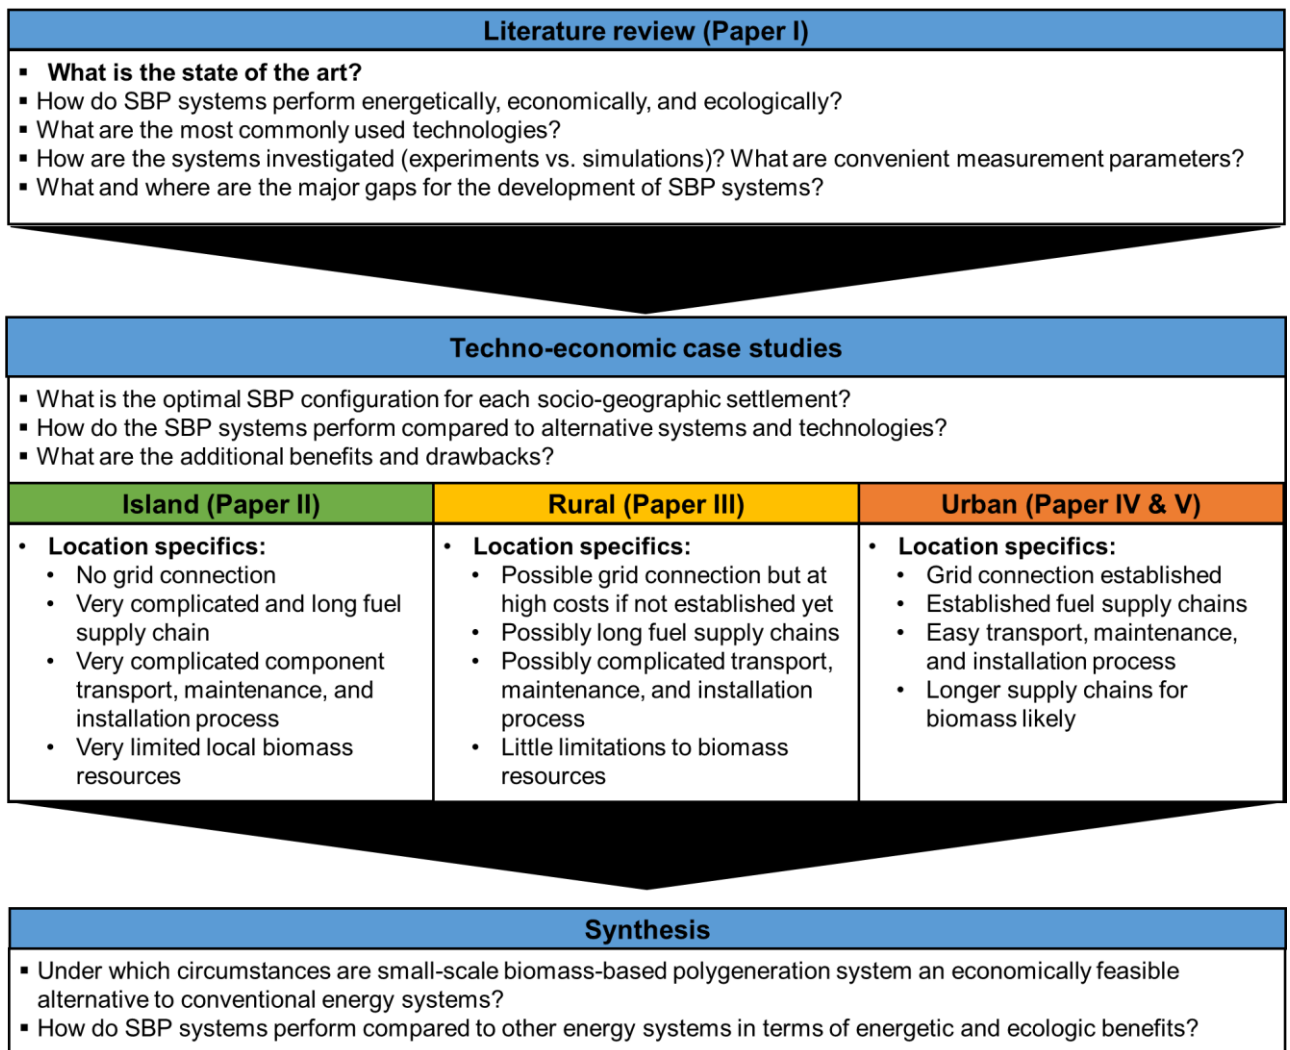 Literature review (Paper I)
▪ What is the state of the art?
▪ How do SBP systems perform energetically, economically, and ecologically?
▪ What are the most commonly used technologies?
▪ How are the systems investigated (experiments vs. simulations)? What are convenient measurement parameters?
▪ What and where are the major gaps for the development of SBP systems?
Techno-economic case studies
▪ What is the optimal SBP configuration for each socio-geographic settlement?
▪ How do the SBP systems perform compared to alternative systems and technologies?
▪ What are the additional benefits and drawbacks?
Island (Paper II)
• Location specifics:
• No grid connection
• Very complicated and long fuel
supply chain
• Very complicated component
transport, maintenance, and
installation process
• Very limited local biomass
resources
Rural (Paper III)
• Location specifics:
• Possible grid connection but at
high costs if not established yet
• Possibly long fuel supply chains
• Possibly complicated transport,
maintenance, and installation
process
• Little limitations to biomass
resources
Urban (Paper IV & V)
• Location specifics:
• Grid connection established
• Established fuel supply chains
• Easy transport, maintenance,
and installation process
• Longer supply chains for
biomass likely
Synthesis
▪ Under which circumstances are small-scale biomass-based polygeneration system an economically feasible
alternative to conventional energy systems?
▪ How do SBP systems perform compared to other energy systems in terms of energetic and ecologic benefits?